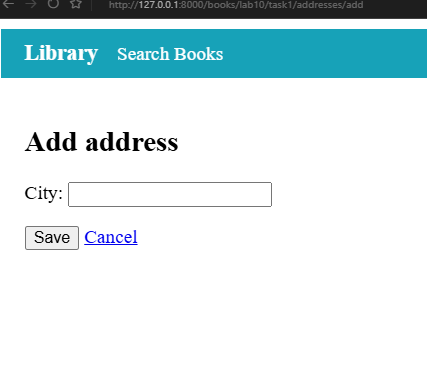 http://127.0.0.1:8000/books/lab10/task1/addresses/add
Library Search Books
Add address
City:
Save Cancel